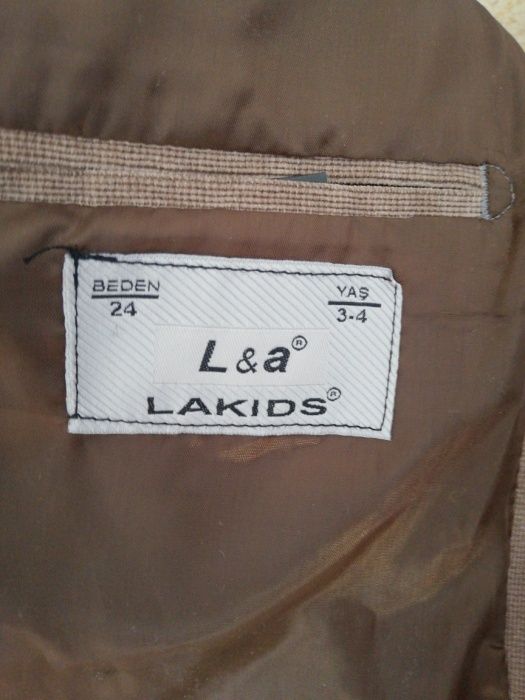 BEDEN YAŞ
24 3-4
L&a®
LAKIDS®